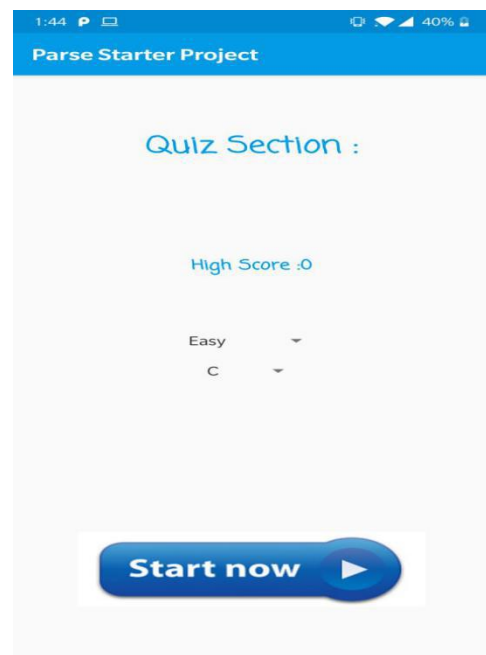 1:44 P 40%
Parse Starter Project
Quiz Section :
High Score :0
Easy
C
Start now